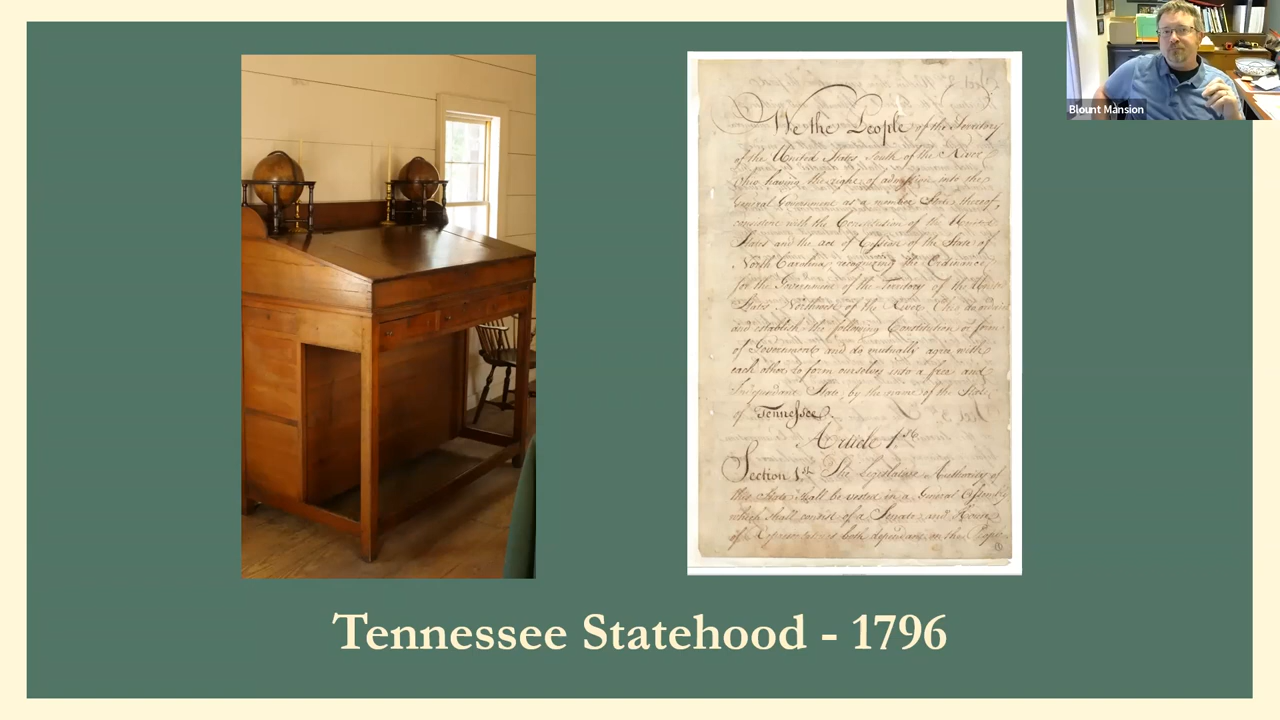 Blount Mansion
We the People of the Territory
of the United States South of the River
Ohio having the right of admission into the
General Government as a member State thereof,
consistent with the Constitution of the United
States and the act of Cession of the State of
North Carolina, recognizing the Ordinance
for the Government of the Territory of the United
States Northwest of the River Ohio do ordain
and establish the following Constitution or form
of Government and do mutually agree with
each other to form ourselves into a free and
Independant State, by the name of the State
of Tennessee.
Article 1st
Section 1st The Legislative Authority of
this State shall be vested in a General Assembly
which shall consist of a Senate and House
of Representatives both dependant on the People
Tennessee Statehood - 1796